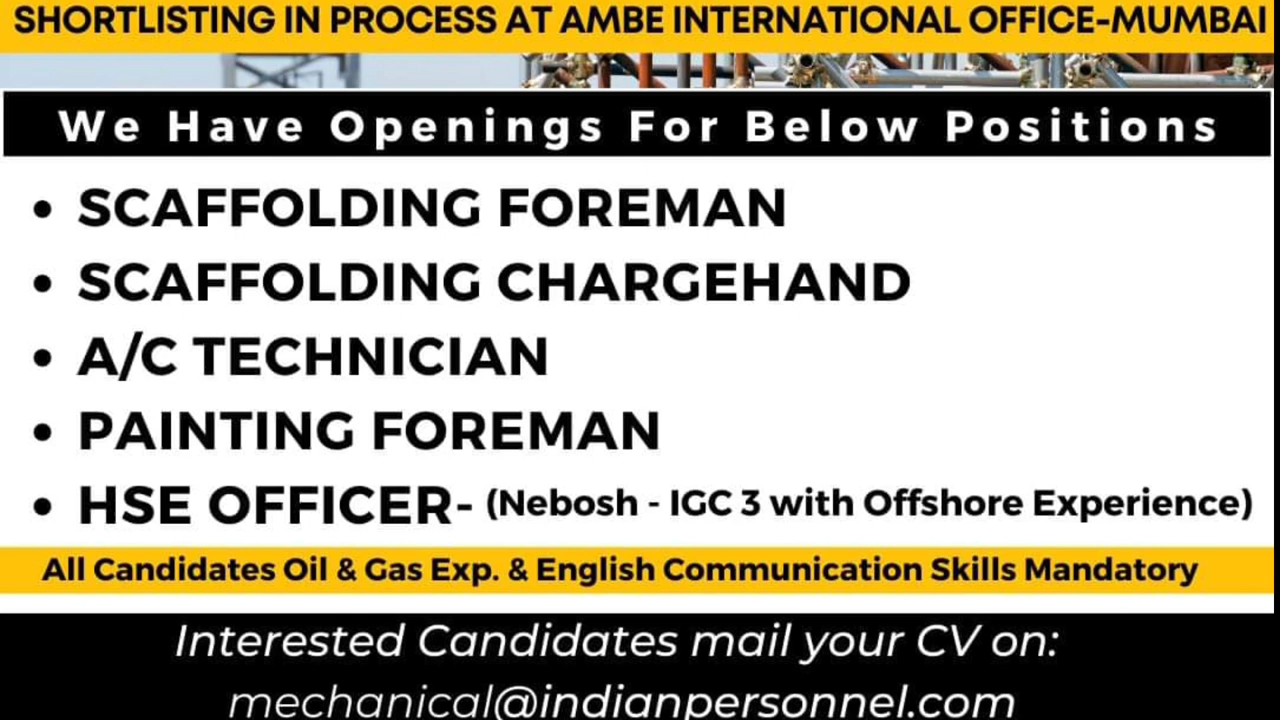 SHORTLISTING IN PROCESS AT AMBE INTERNATIONAL OFFICE-MUMBAI
We Have Openings For Below Positions
• SCAFFOLDING FOREMAN
• SCAFFOLDING CHARGEHAND
• A/C TECHNICIAN
• PAINTING FOREMAN
• HSE OFFICER- (Nebosh - IGC 3 with Offshore Experience)
All Candidates Oil & Gas Exp. & English Communication Skills Mandatory
Interested Candidates mail your CV on:
mechanical@indianpersonnel.com